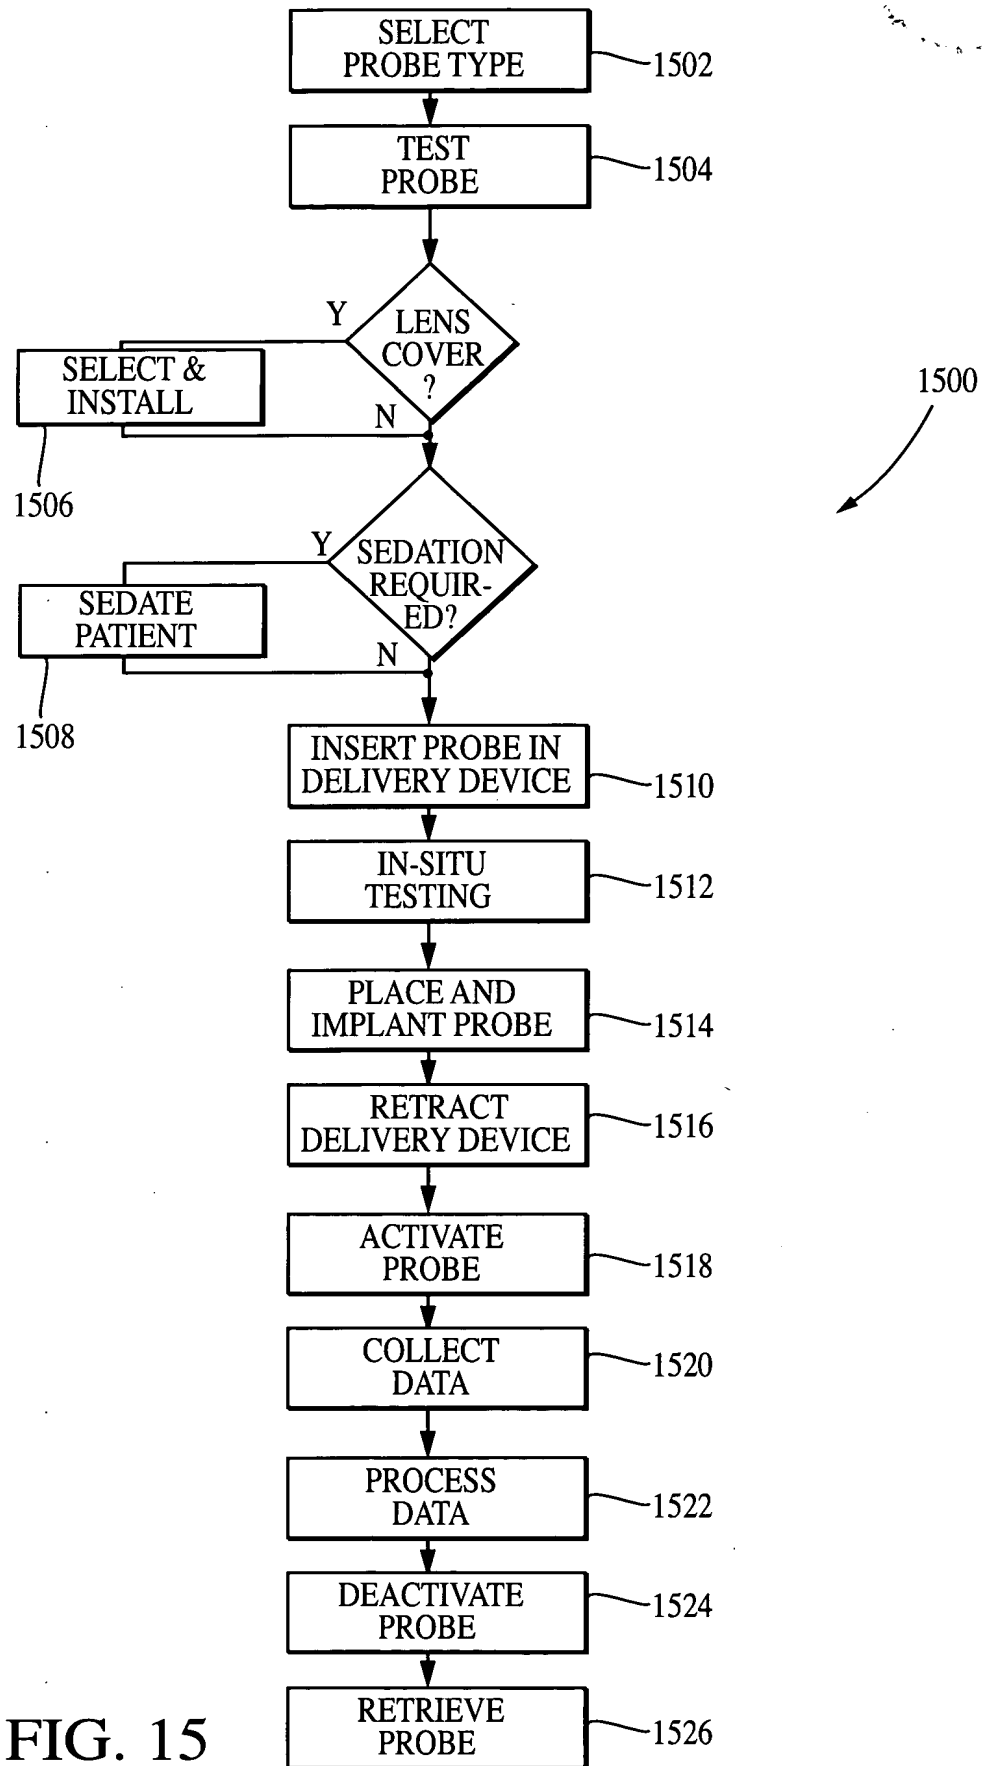 SELECT
PROBE TYPE
1502
TEST
PROBE
1504
Y
LENS
COVER
?
SELECT &
INSTALL
N
1506
1500
Y
SEDATION
REQUIR-
ED?
SEDATE
PATIENT
N
1508
INSERT PROBE IN
DELIVERY DEVICE
1510
IN-SITU
TESTING
1512
PLACE AND
IMPLANT PROBE
1514
RETRACT
DELIVERY DEVICE
1516
ACTIVATE
PROBE
1518
COLLECT
DATA
1520
PROCESS
DATA
1522
DEACTIVATE
PROBE
1524
RETRIEVE
PROBE
1526
FIG. 15